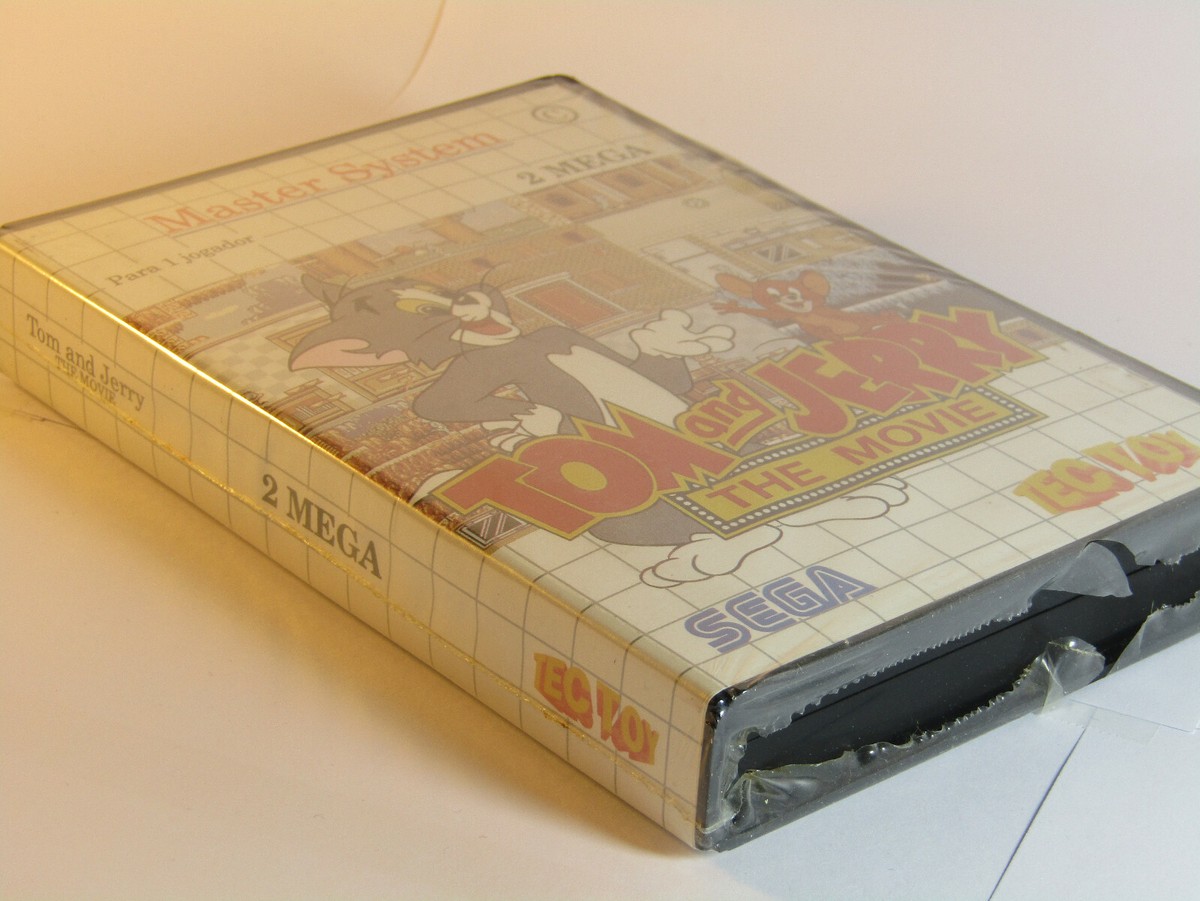 Master System
2 MEGA
Para 1 jogador
TOM and JERRY
THE MOVIE
TEC TOY
SEGA
Tom and Jerry
THE MOVIE
2 MEGA
TEC TOY